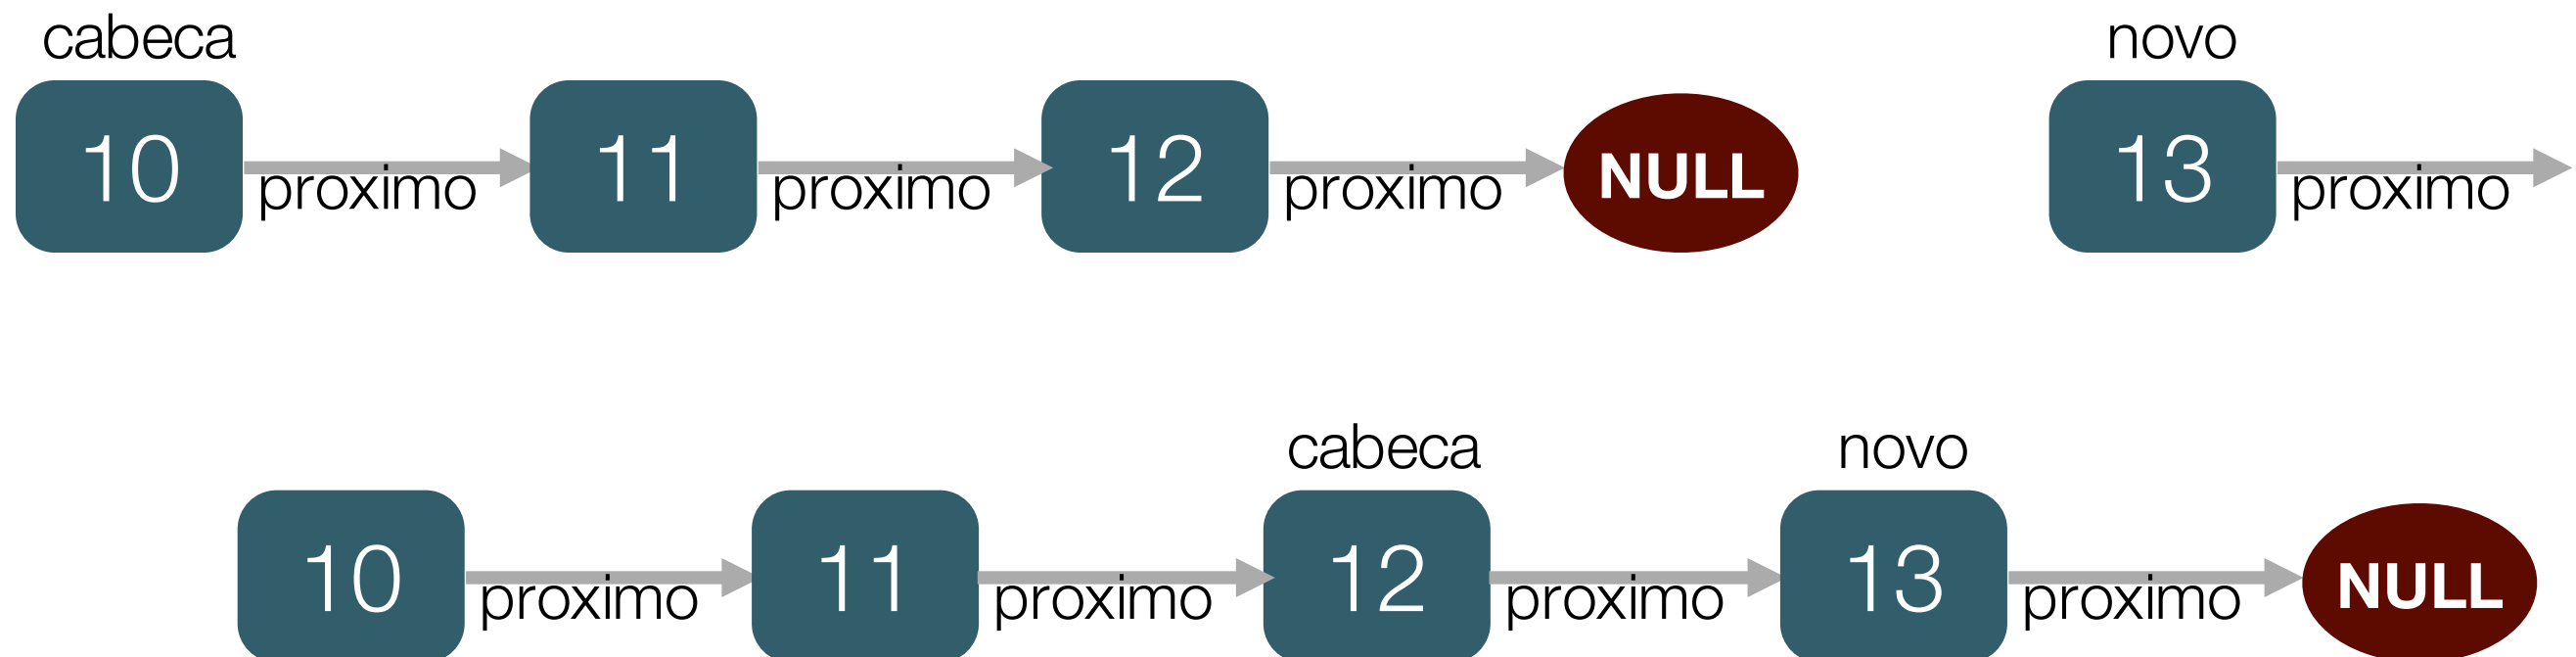 cabeca novo
10 11 12 NULL 13
proximo proximo proximo proximo
cabeca novo
10 11 12 13 NULL
proximo proximo proximo proximo